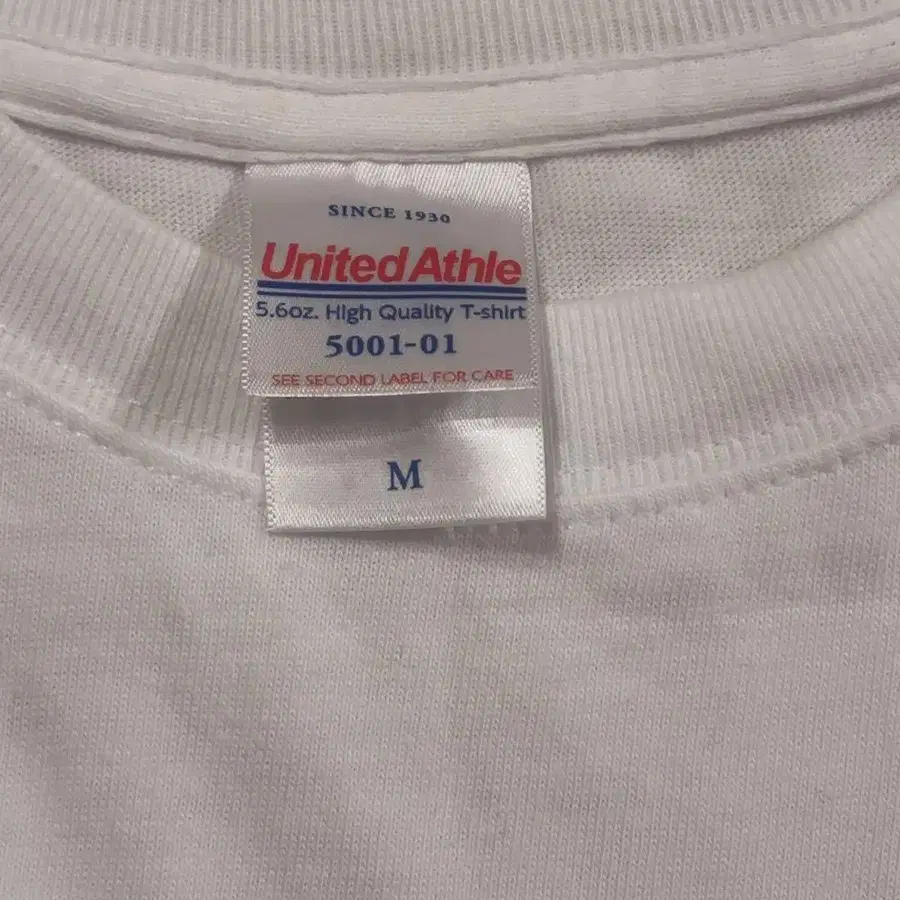 SINCE 1930
United Athle
5.6oz. High Quality T-shirt
5001-01
SEE SECOND LABEL FOR CARE
M